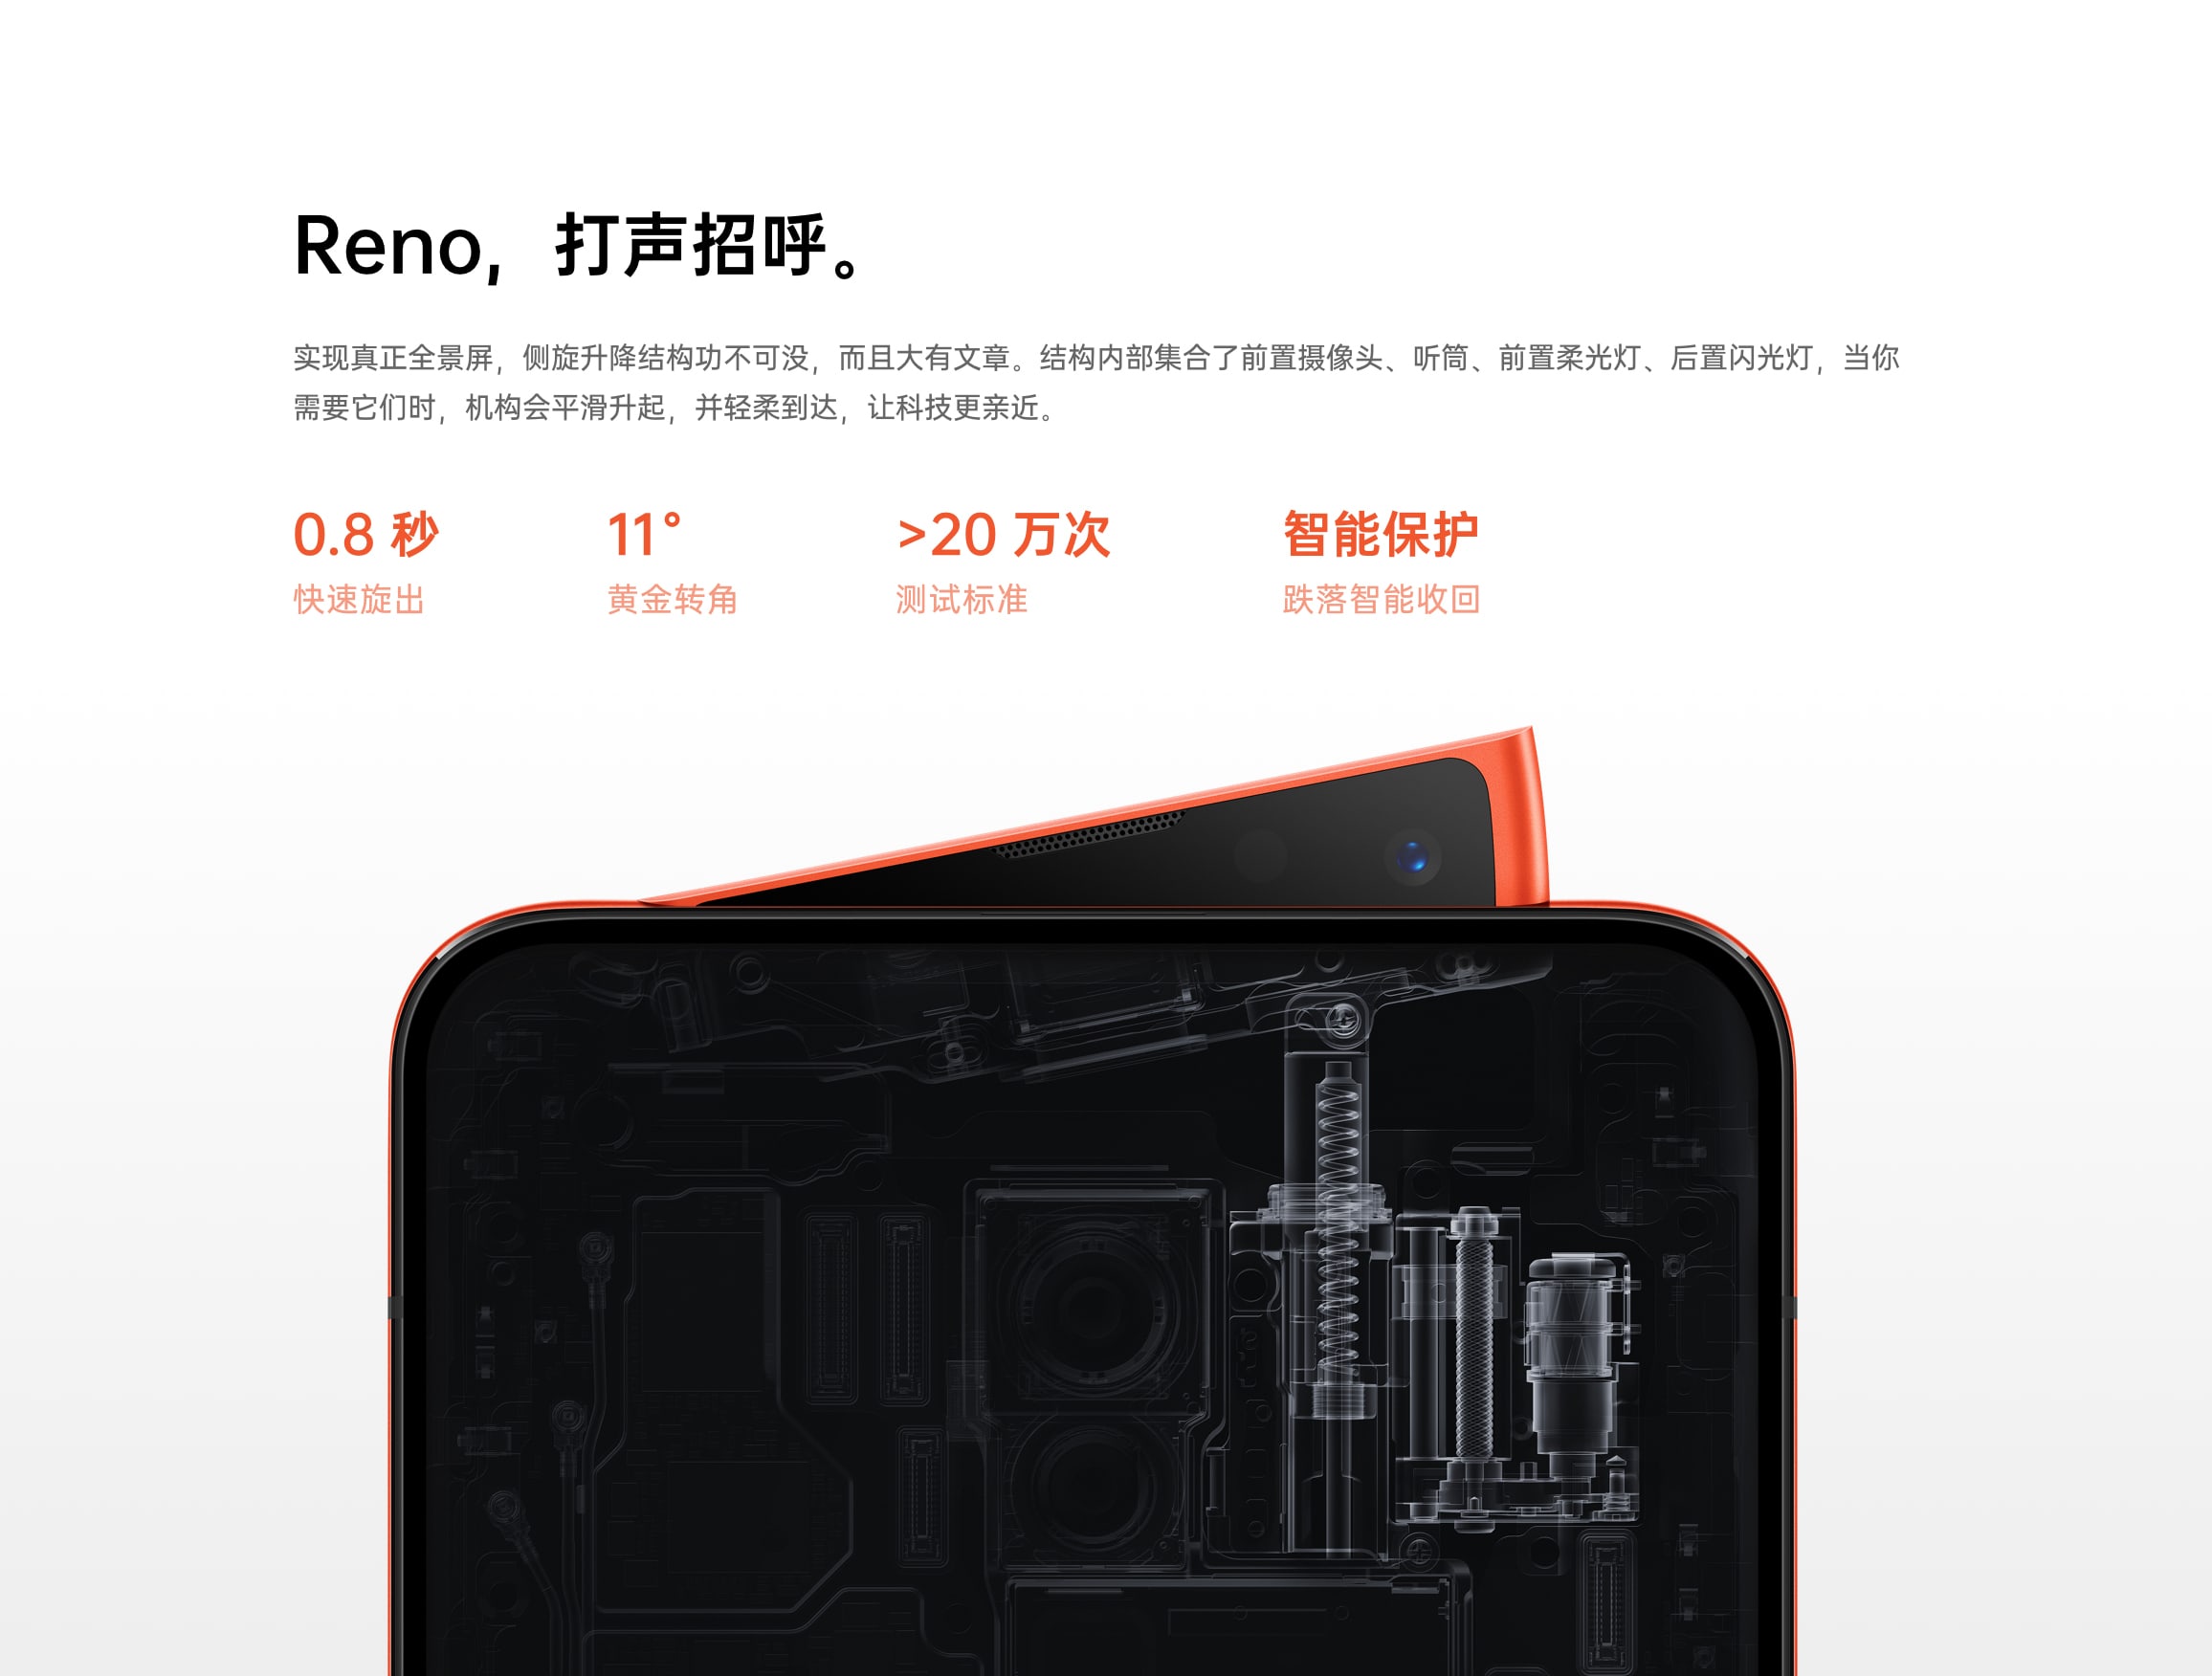 Reno，打声招呼。
实现真正全景屏，侧旋升降结构功不可没，而且大有文章。结构内部集合了前置摄像头、听筒、前置柔光灯、后置闪光灯，当你
需要它们时，机构会平滑升起，并轻柔到达，让科技更亲近。
0.8 秒
快速旋出
11°
黄金转角
>20 万次
测试标准
智能保护
跌落智能收回